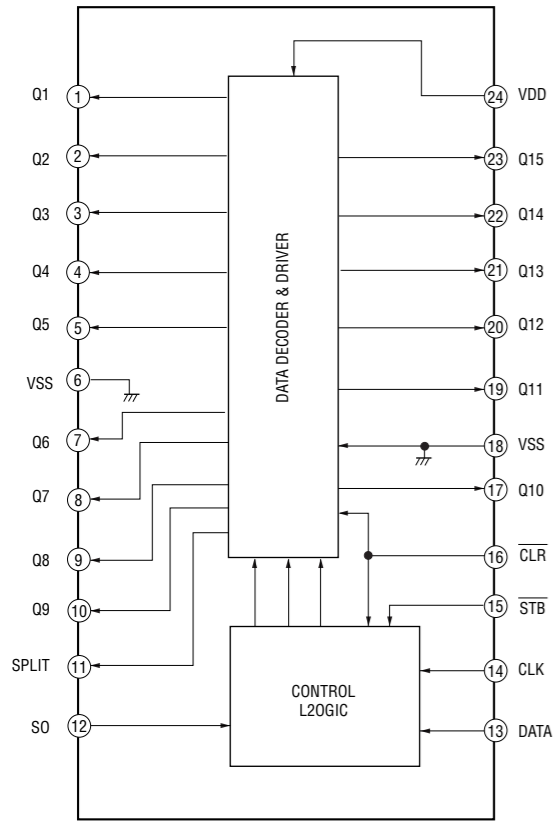 Q1 1
Q2 2
Q3 3
Q4 4
Q5 5
VSS 6
Q6 7
Q7 8
Q8 9
Q9 10
SPLIT 11
SO 12
DATA DECODER & DRIVER
CONTROL
L2OGIC
24 VDD
23 Q15
22 Q14
21 Q13
20 Q12
19 Q11
18 VSS
17 Q10
16 CLR
15 STB
14 CLK
13 DATA